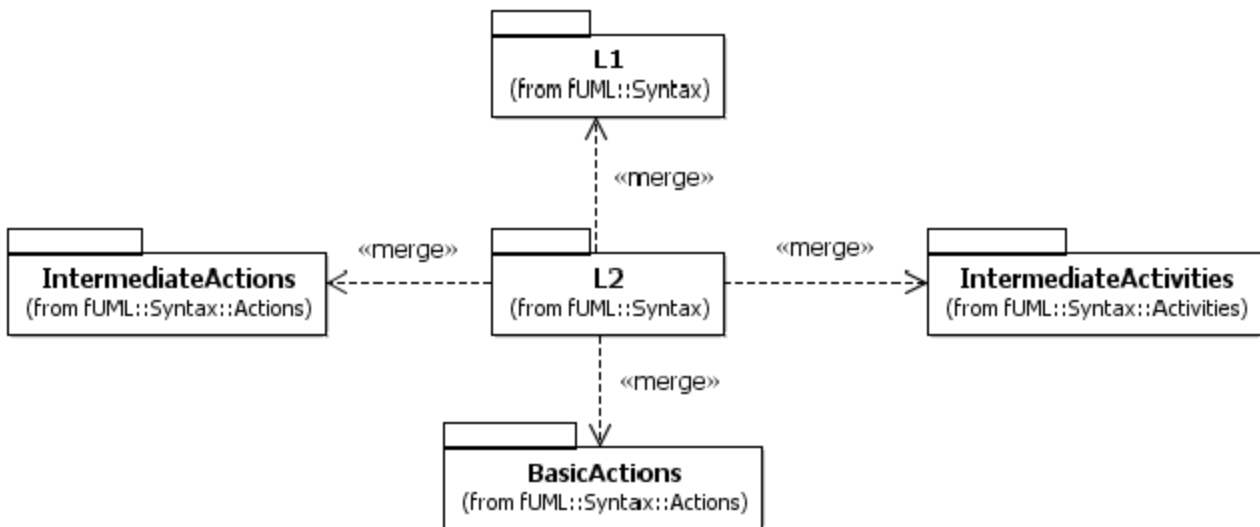 L1
(from fUML::Syntax)
«merge»
«merge»
«merge»
IntermediateActions
(from fUML::Syntax::Actions)
L2
(from fUML::Syntax)
IntermediateActivities
(from fUML::Syntax::Activities)
«merge»
BasicActions
(from fUML::Syntax::Actions)